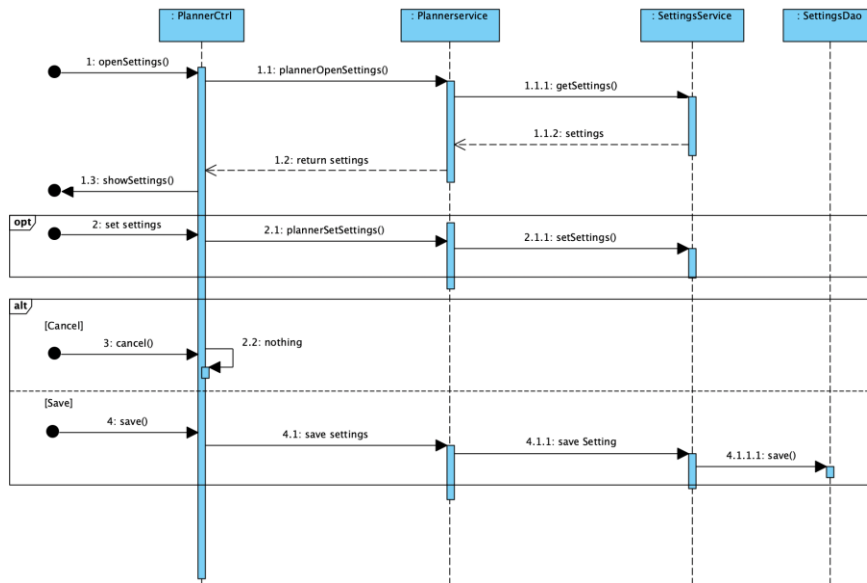 : PlannerCtrl
: Plannerservice
: SettingsService
: SettingsDao
1: openSettings()
1.1: plannerOpenSettings()
1.1.1: getSettings()
1.1.2: settings
1.2: return settings
1.3: showSettings()
opt
2: set settings
2.1: plannerSetSettings()
2.1.1: setSettings()
alt
[Cancel]
3: cancel()
2.2: nothing
[Save]
4: save()
4.1: save settings
4.1.1: save Setting
4.1.1.1: save()